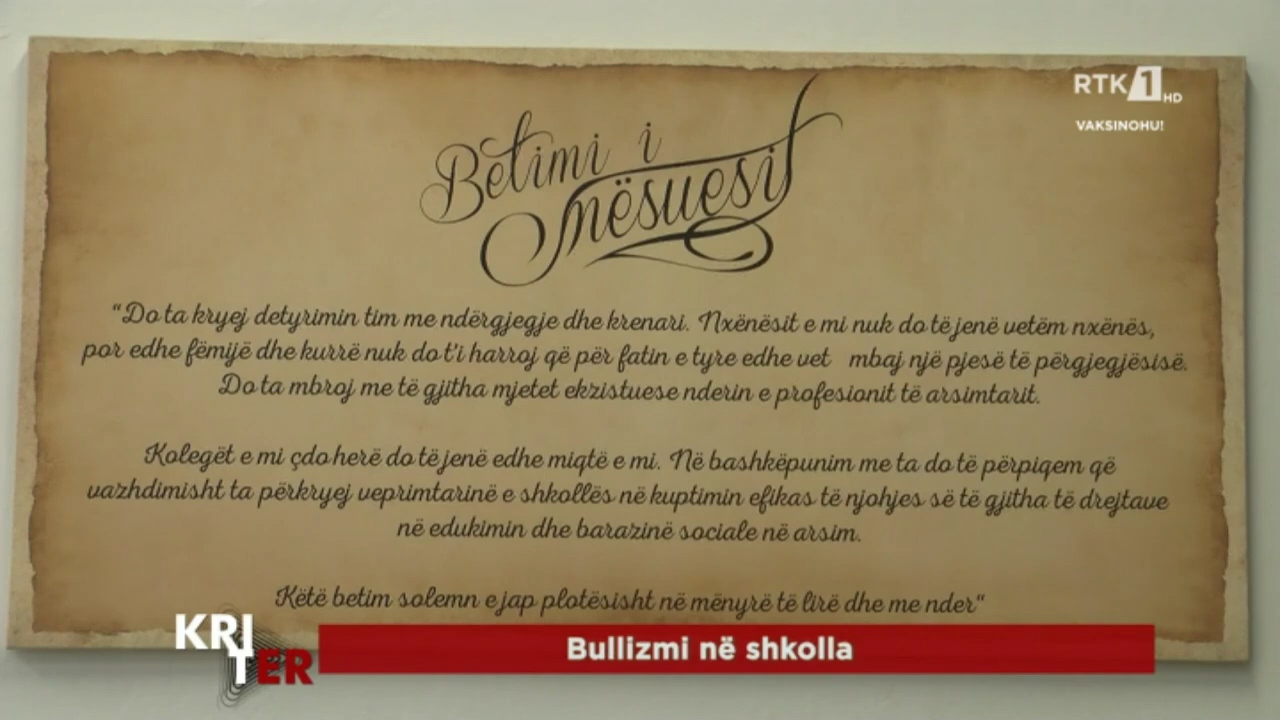 RTK 1 HD
VAKSINOHU!
Betimi i
mësuesit
“Do ta kryej detyrimin tim me ndërgjegje dhe krenari. Nxënësit e mi nuk do të jenë vetëm nxënës,
por edhe fëmijë dhe kurrë nuk do t'i harroj që për fatin e tyre edhe vet mbaj një pjesë të përgjegjësisë.
Do ta mbroj me të gjitha mjetet ekzistuese nderin e profesionit të arsimtarit.
Kolegët e mi çdoherë do të jenë edhe miqtë e mi. Në bashkëpunim me ta do të përpiqem që
vazhdimisht ta përkryej veprimtarinë e shkollës në kuptimin efikas të njohjes së të gjitha të drejtave
në edukimin dhe barazinë sociale në arsim.
Këtë betim solemn e jap plotësisht në mënyrë të lirë dhe me nder“
KRI
TER
Bullizmi në shkolla